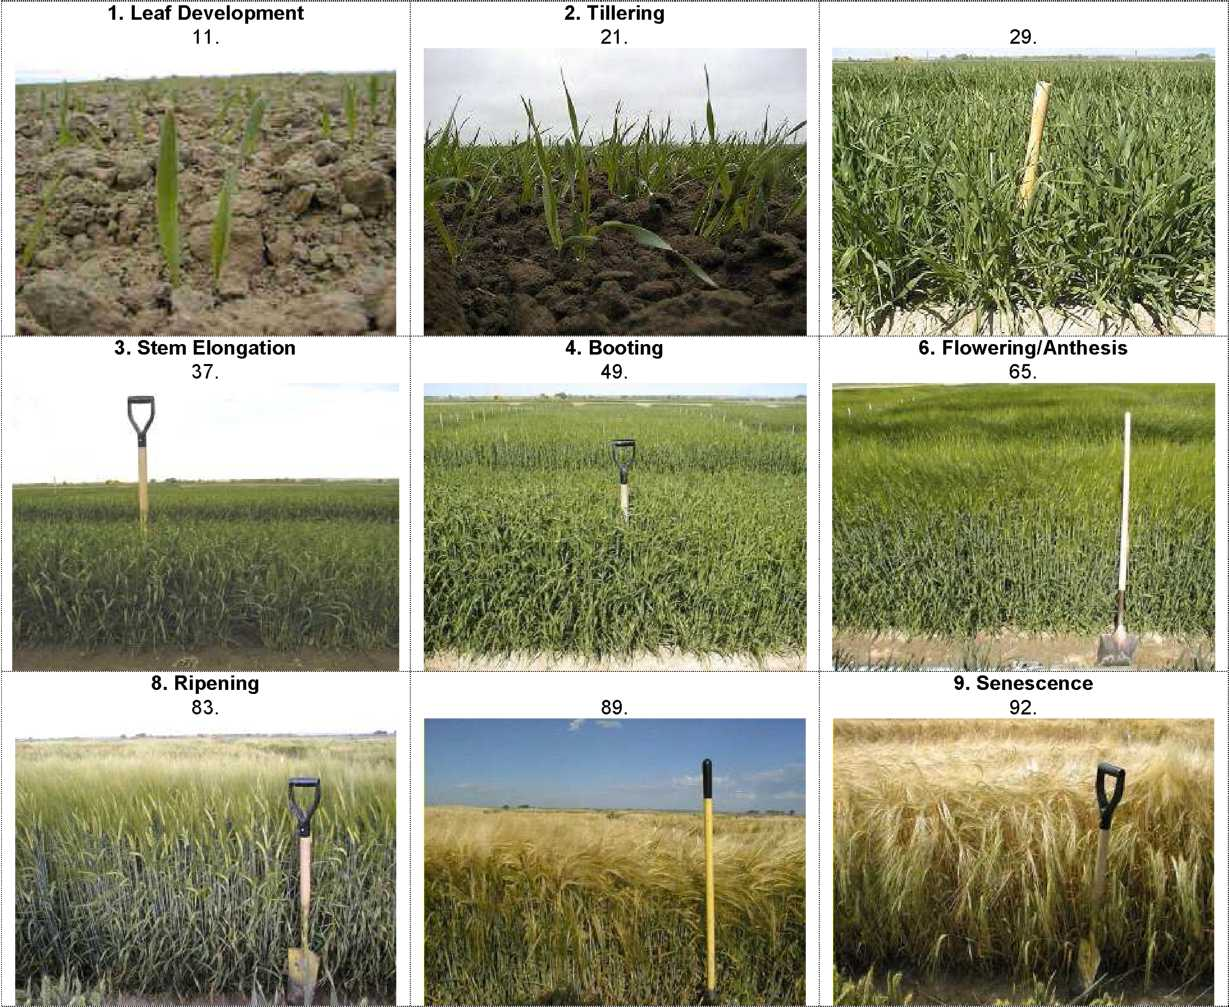 1. Leaf Development
11.
2. Tillering
21.
29.
3. Stem Elongation
37.
4. Booting
49.
6. Flowering/Anthesis
65.
8. Ripening
83.
89.
9. Senescence
92.